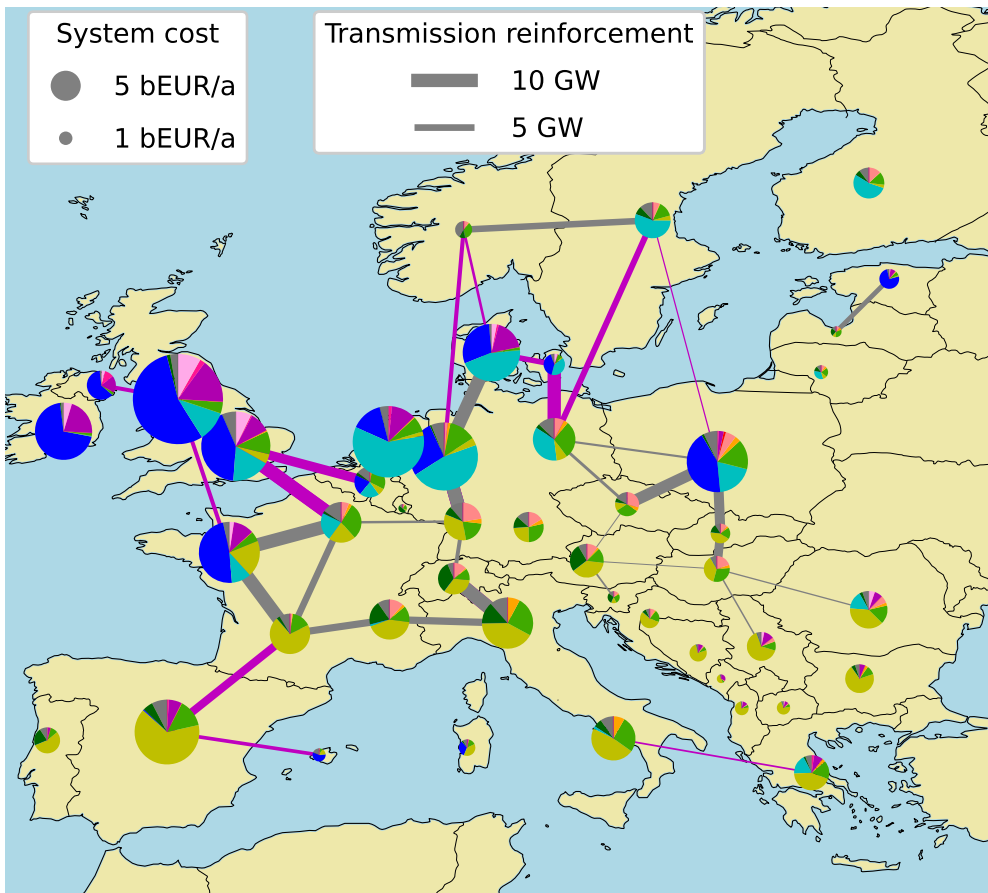 System cost
5 bEUR/a
1 bEUR/a
Transmission reinforcement
10 GW
5 GW